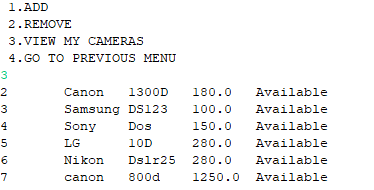 1.ADD
2.REMOVE
3.VIEW MY CAMERAS
4.GO TO PREVIOUS MENU
3
2 Canon 1300D 180.0 Available
3 Samsung DS123 100.0 Available
4 Sony Dos 150.0 Available
5 LG 10D 280.0 Available
6 Nikon Dslr25 280.0 Available
7 canon 800d 1250.0 Available